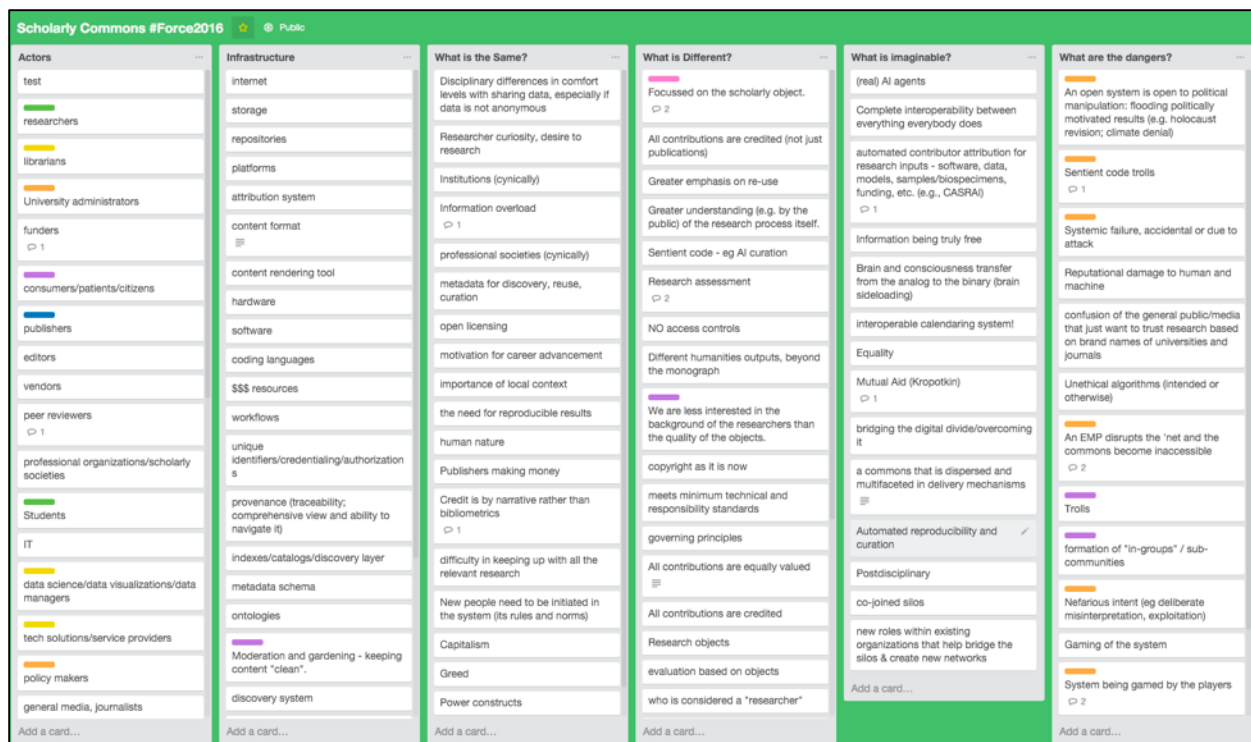 Scholarly Commons #Force2016
Public
Actors
test
researchers
librarians
University administrators
funders
1
consumers/patients/citizens
publishers
editors
vendors
peer reviewers
1
professional organizations/scholarly
societies
Students
IT
data science/data visualizations/data
managers
tech solutions/service providers
policy makers
general media, journalists
Add a card...
Infrastructure
internet
storage
repositories
platforms
attribution system
content format
content rendering tool
hardware
software
coding languages
$$$ resources
workflows
unique
identifiers/credentialing/authorization
s
provenance (traceability;
comprehensive view and ability to
navigate it)
indexes/catalogs/discovery layer
metadata schema
ontologies
Moderation and gardening - keeping
content "clean".
discovery system
Add a card...
What is the Same?
Disciplinary differences in comfort
levels with sharing data, especially if
data is not anonymous
Researcher curiosity, desire to
research
Institutions (cynically)
Information overload
1
professional societies (cynically)
metadata for discovery, reuse,
curation
open licensing
motivation for career advancement
importance of local context
the need for reproducible results
human nature
Publishers making money
Credit is by narrative rather than
bibliometrics
1
difficulty in keeping up with all the
relevant research
New people need to be initiated in
the system (its rules and norms)
Capitalism
Greed
Power constructs
Add a card...
What is Different?
Focussed on the scholarly object.
2
All contributions are credited (not just
publications)
Greater emphasis on re-use
Greater understanding (e.g. by the
public) of the research process itself.
Sentient code - eg AI curation
Research assessment
2
NO access controls
Different humanities outputs, beyond
the monograph
We are less interested in the
background of the researchers than
the quality of the objects.
copyright as it is now
meets minimum technical and
responsibility standards
governing principles
All contributions are equally valued
All contributions are credited
Research objects
evaluation based on objects
who is considered a "researcher"
Add a card...
What is imaginable?
(real) AI agents
Complete interoperability between
everything everybody does
automated contributor attribution for
research inputs - software, data,
models, samples/biospecimens,
funding, etc. (e.g., CASRAI)
1
Information being truly free
Brain and consciousness transfer
from the analog to the binary (brain
sideloading)
interoperable calendaring system!
Equality
Mutual Aid (Kropotkin)
1
bridging the digital divide/overcoming
it
a commons that is dispersed and
multifaceted in delivery mechanisms
Automated reproducibility and
curation
Postdisciplinary
co-joined silos
new roles within existing
organizations that help bridge the
silos & create new networks
Add a card...
What are the dangers?
An open system is open to political
manipulation: flooding politically
motivated results (e.g. holocaust
revision; climate denial)
Sentient code trolls
1
Systemic failure, accidental or due to
attack
Reputational damage to human and
machine
confusion of the general public/media
that just want to trust research based
on brand names of universities and
journals
Unethical algorithms (intended or
otherwise)
An EMP disrupts the 'net and the
commons become inaccessible
2
Trolls
formation of "in-groups" / sub-
communities
Nefarious intent (eg deliberate
misinterpretation, exploitation)
Gaming of the system
System being gamed by the players
2
Add a card...